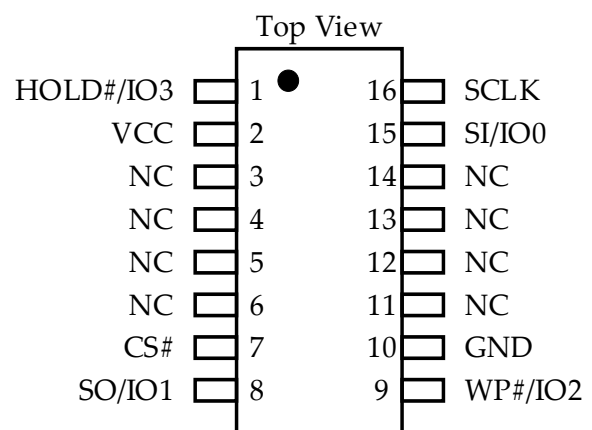 Top View
HOLD#/IO3 1 16 SCLK
VCC 2 15 SI/IO0
NC 3 14 NC
NC 4 13 NC
NC 5 12 NC
NC 6 11 NC
CS# 7 10 GND
SO/IO1 8 9 WP#/IO2